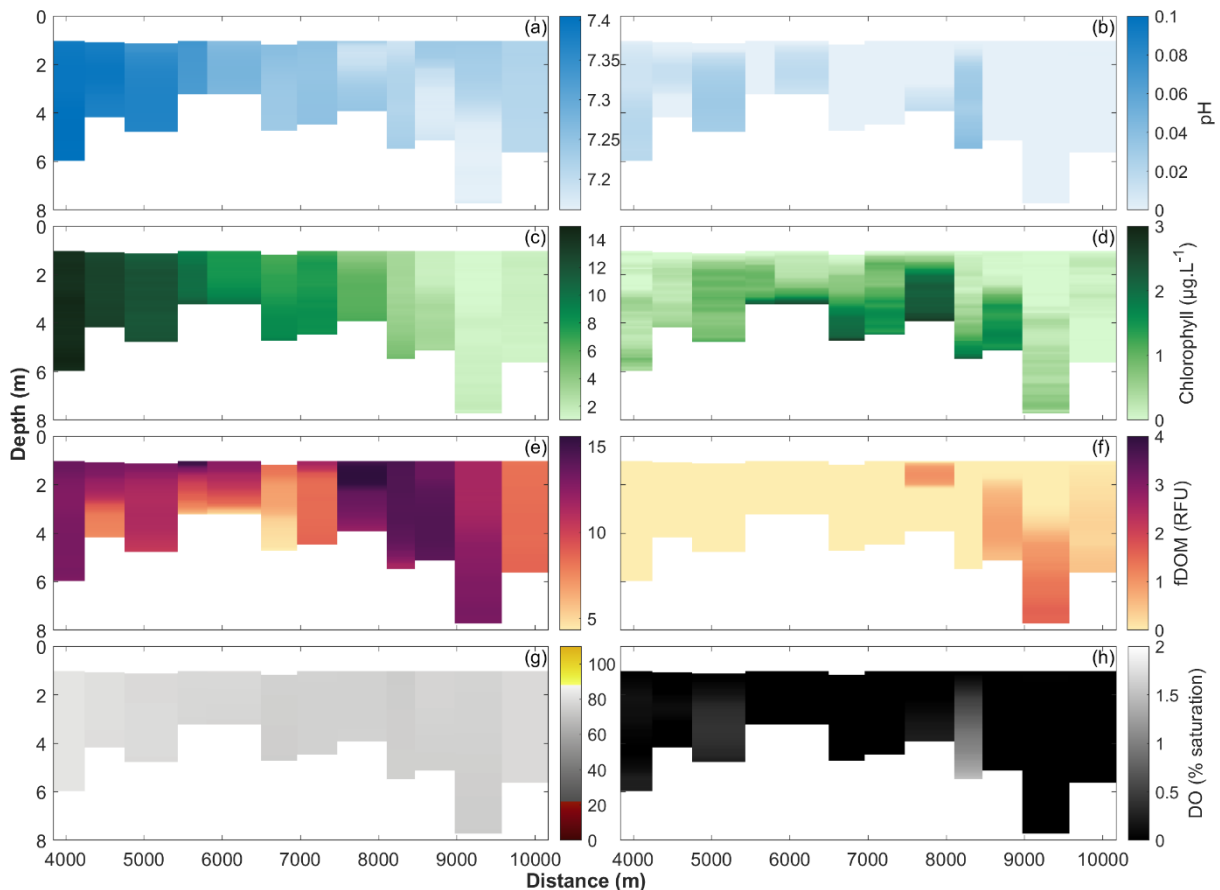 0 (a) 7.4 (b) 0.1
2 7.35 0.08
7.3 0.06 pH
4 7.25 0.04
6 7.2 0.02
8 0
0 (c) 14 (d) 3
2 12
10 2 Chlorophyll (µg.L⁻¹)
4 8
6 1
6 4
8 2 0
Depth (m)
0 (e) 15 (f) 4
2 3
4 10 2 fDOM (RFU)
6 1
8 5 0
0 (g) 100 (h) 2
2 80 1.5
4 60 1 DO (% saturation)
40
6 20 0.5
8 0 0
4000 5000 6000 7000 8000 9000 10000 4000 5000 6000 7000 8000 9000 10000
Distance (m)